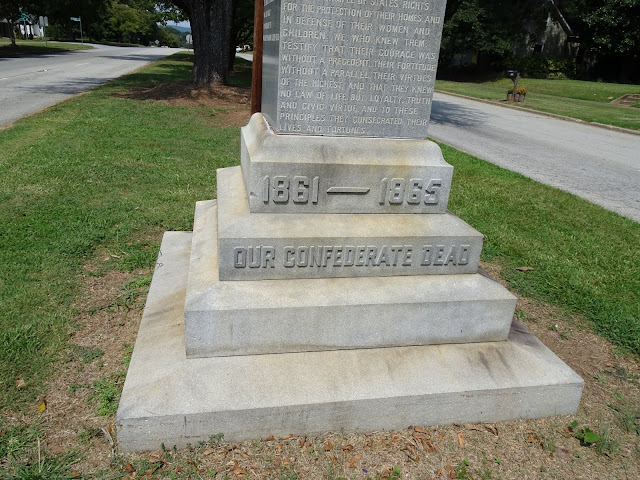 OF STATES RIGHTS
FOR THE PROTECTION OF THEIR HOMES AND
IN DEFENSE OF THEIR WOMEN AND
CHILDREN. WE WHO KNEW THEM,
TESTIFY THAT THEIR COURAGE WAS
WITHOUT A PRECEDENT THEIR FORTITUDE
WITHOUT A PARALLEL THEIR VIRTUES
OF THE HIGHEST, AND THAT THEY KNEW
NO LAW OF LIFE BUT LOYALTY, TRUTH
AND CIVIC VIRTUE, AND TO THESE
PRINCIPLES THEY CONSECRATED THEIR
LIVES AND FORTUNES.
1861 — 1865
OUR CONFEDERATE DEAD